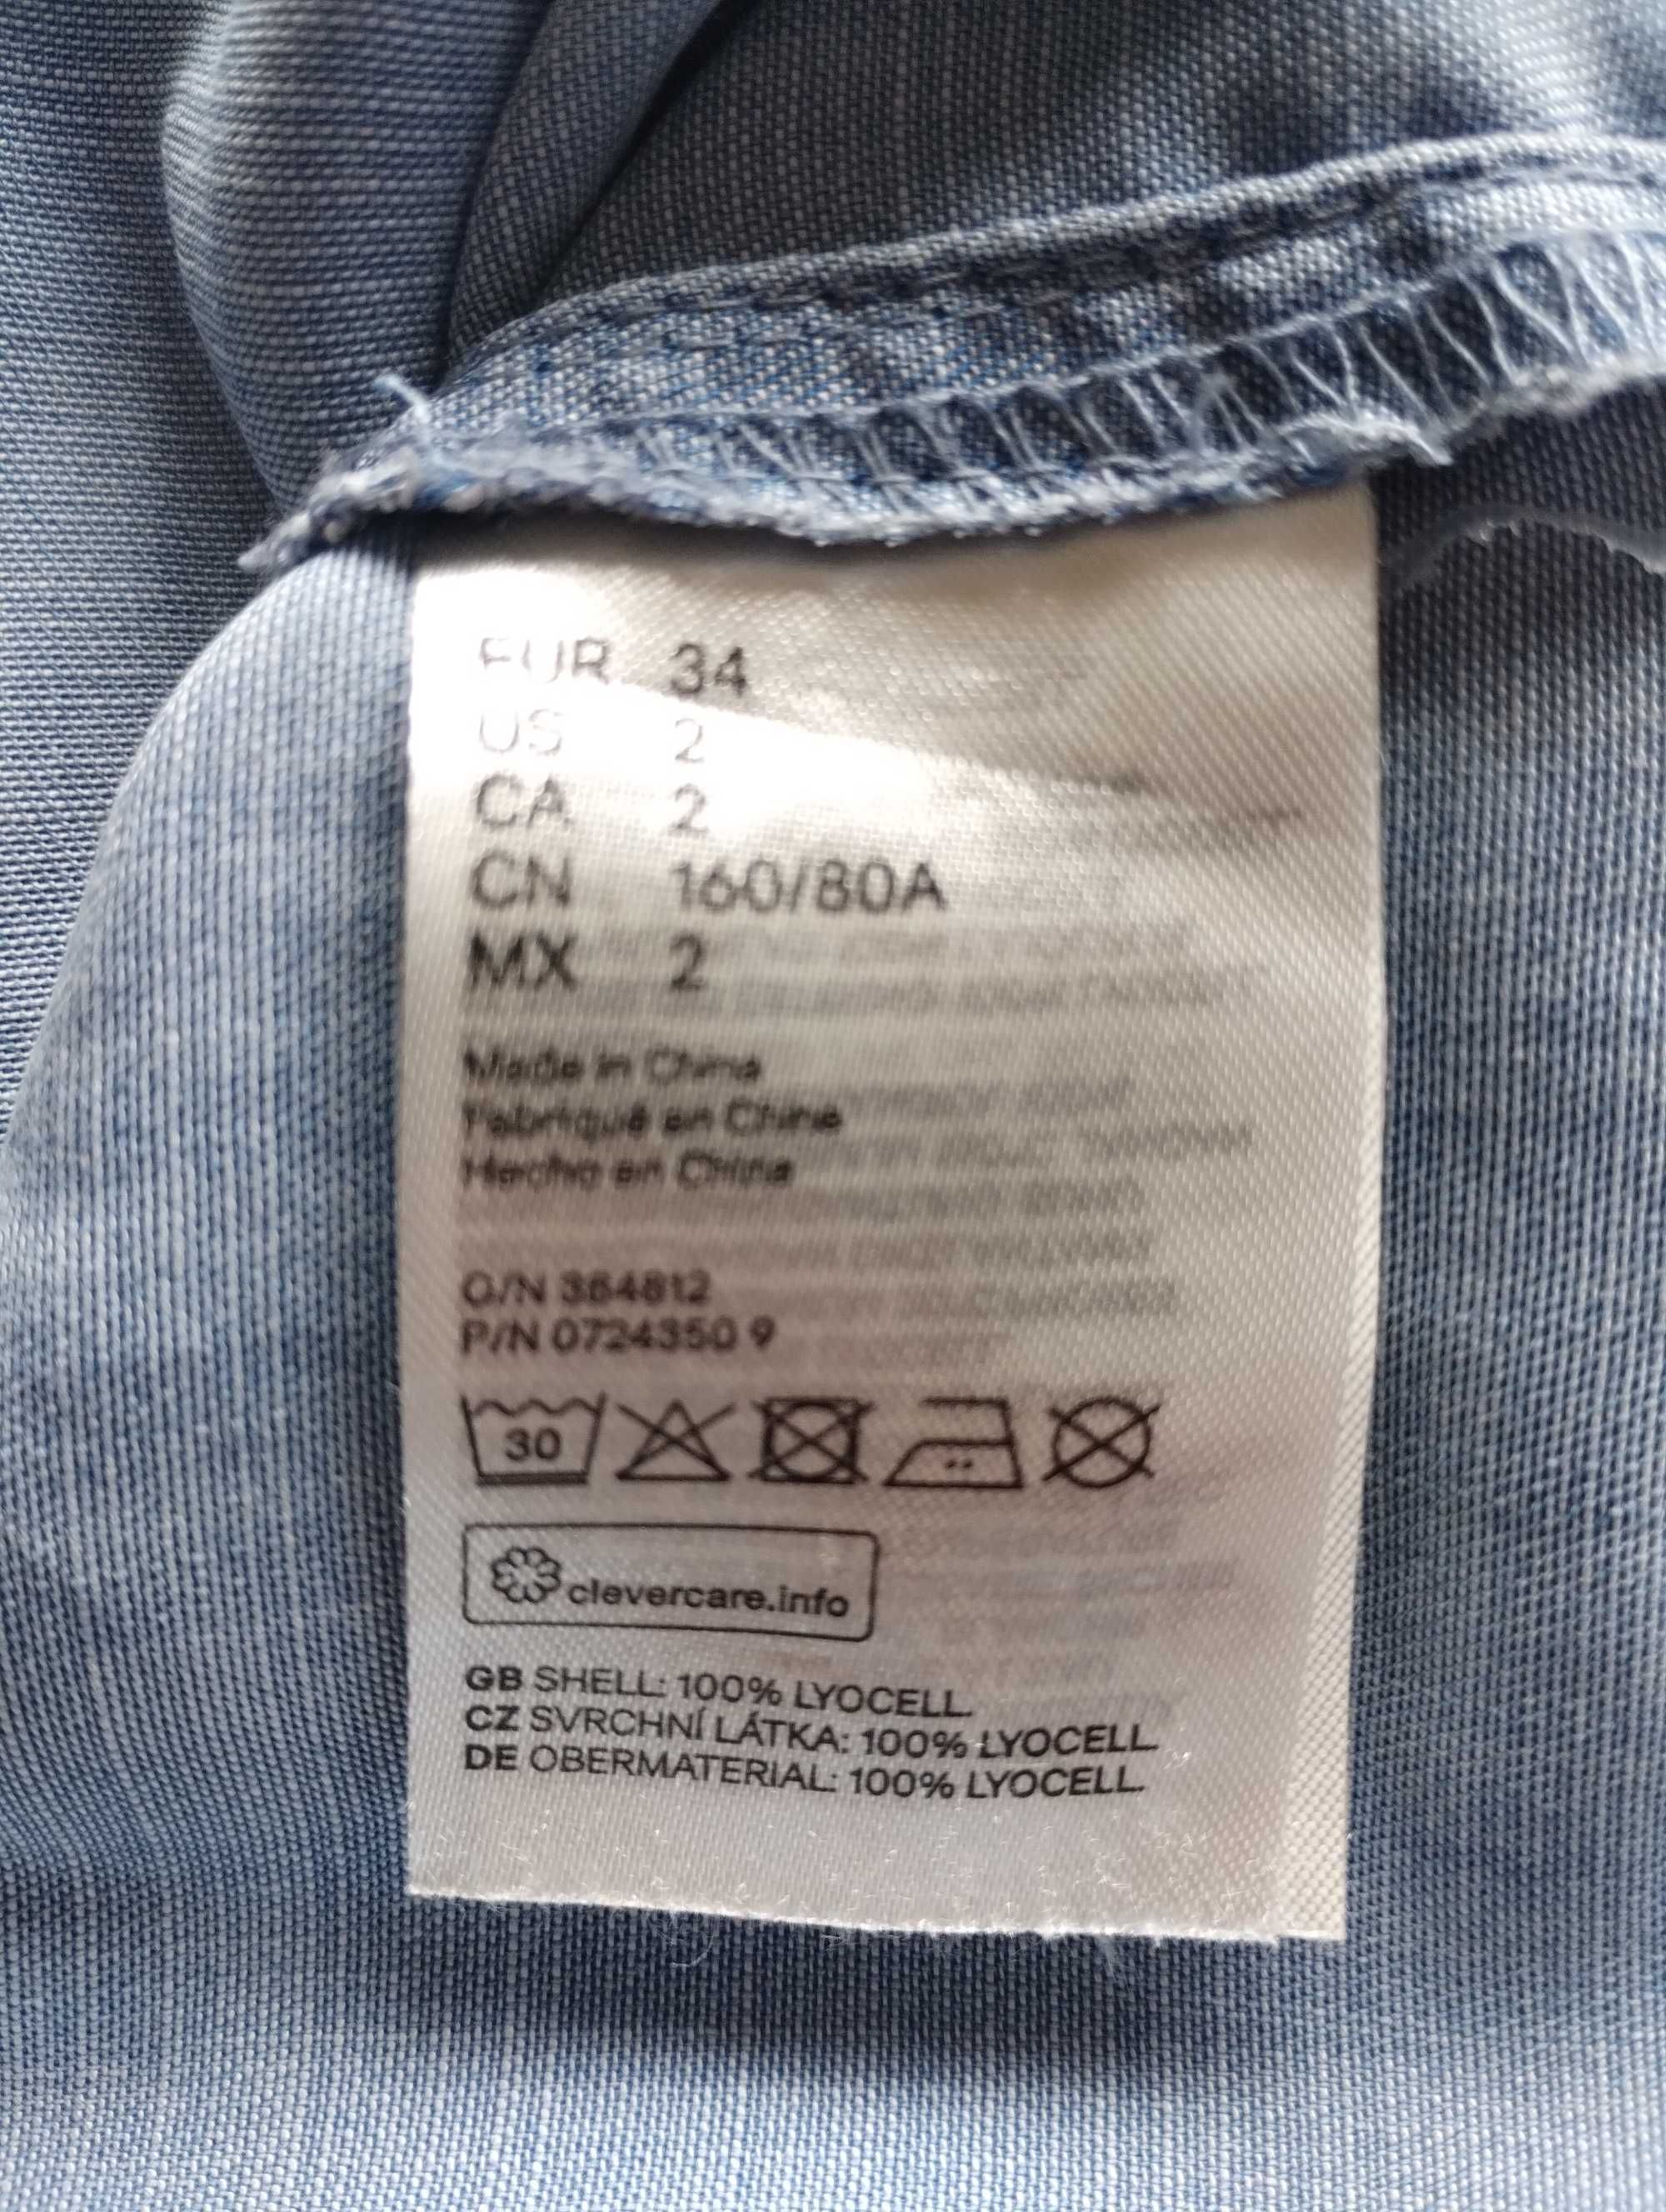 EUR 34
US 2
CA 2
CN 160/80A
MX 2
Made in China
Fabriqué en Chine
Hecho en China
O/N 364812
P/N 0724350 9
30
clevercare.info
GB SHELL: 100% LYOCELL
CZ SVRCHNÍ LÁTKA: 100% LYOCELL
DE OBERMATERIAL: 100% LYOCELL